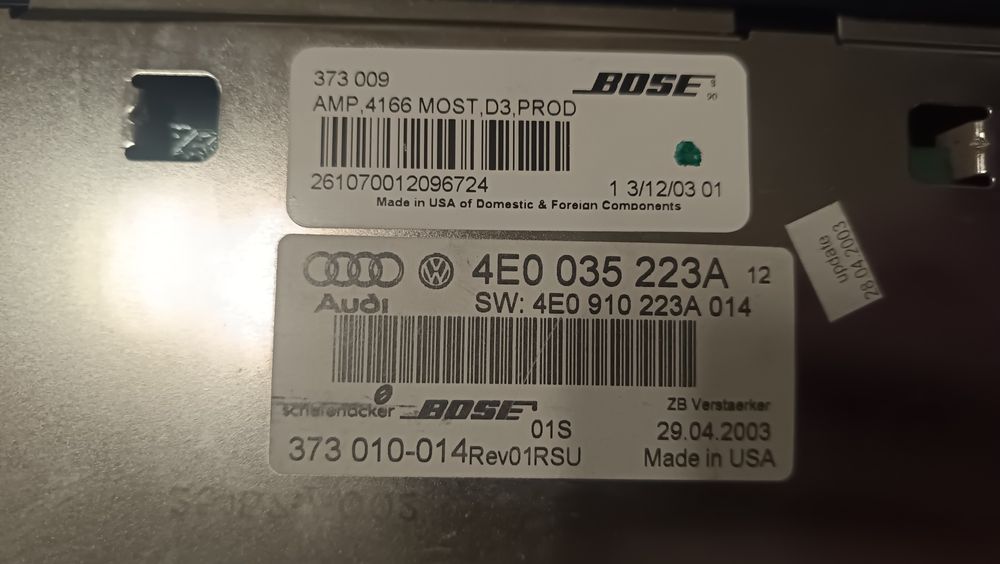 373 009
BOSE
AMP,4166 MOST,D3,PROD
261070012096724
1 3/12/03 01
Made in USA of Domestic & Foreign Components
update
28.04.2003
Audi
4E0 035 223A 12
SW: 4E0 910 223A 014
schefenacker BOSE
ZB Verstaerker
01S
29.04.2003
373 010-014Rev01RSU
Made in USA